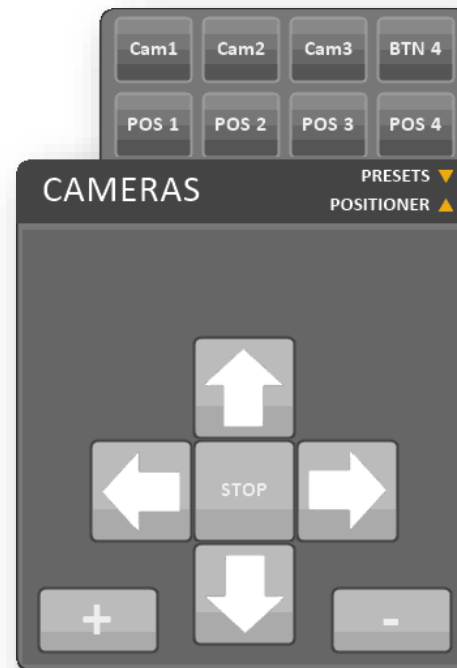 Cam1 Cam2 Cam3 BTN 4
POS 1 POS 2 POS 3 POS 4
CAMERAS
PRESETS
POSITIONER
STOP
+ -